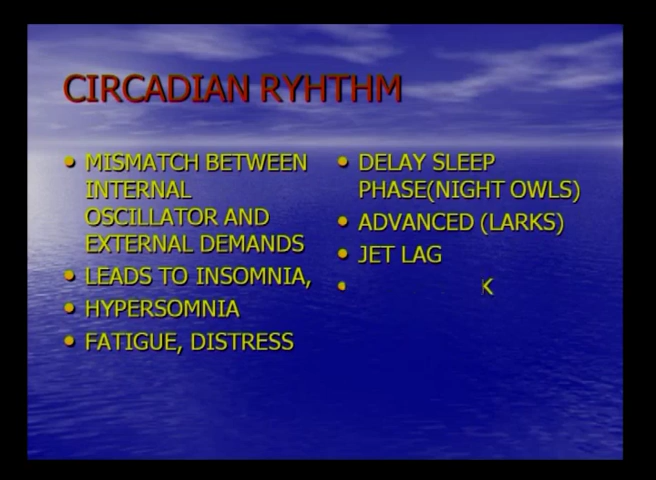 CIRCADIAN RYHTHM
• MISMATCH BETWEEN
INTERNAL
OSCILLATOR AND
EXTERNAL DEMANDS
• LEADS TO INSOMNIA,
• HYPERSOMNIA
• FATIGUE, DISTRESS
• DELAY SLEEP
PHASE(NIGHT OWLS)
• ADVANCED (LARKS)
• JET LAG
• K